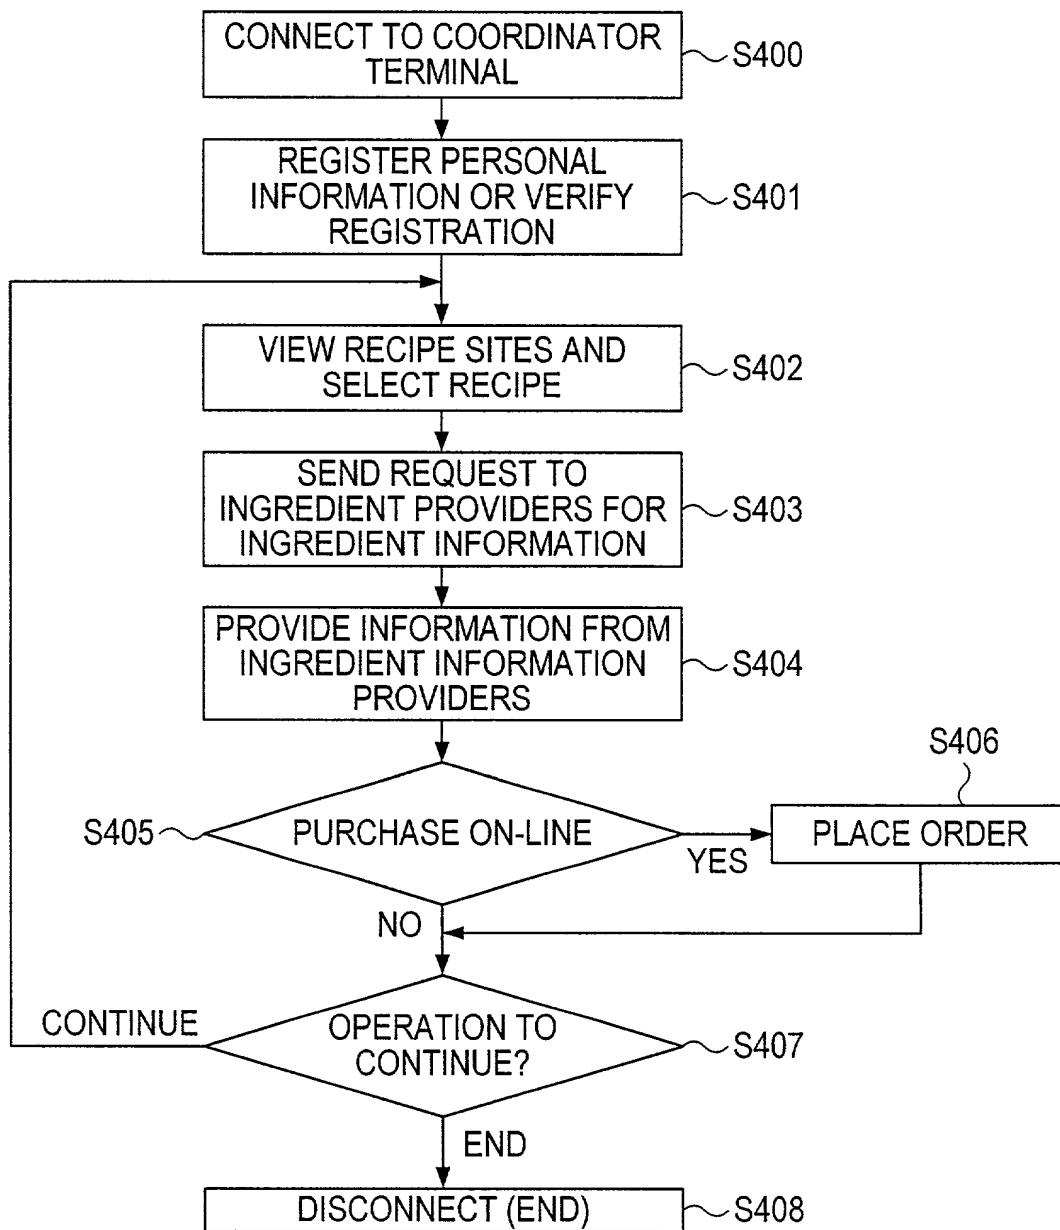 CONNECT TO COORDINATOR
TERMINAL
S400
REGISTER PERSONAL
INFORMATION OR VERIFY
REGISTRATION
S401
VIEW RECIPE SITES AND
SELECT RECIPE
S402
SEND REQUEST TO
INGREDIENT PROVIDERS FOR
INGREDIENT INFORMATION
S403
PROVIDE INFORMATION FROM
INGREDIENT INFORMATION
PROVIDERS
S404
S405
PURCHASE ON-LINE
YES
S406
PLACE ORDER
NO
CONTINUE
OPERATION TO
CONTINUE?
S407
END
DISCONNECT (END)
S408